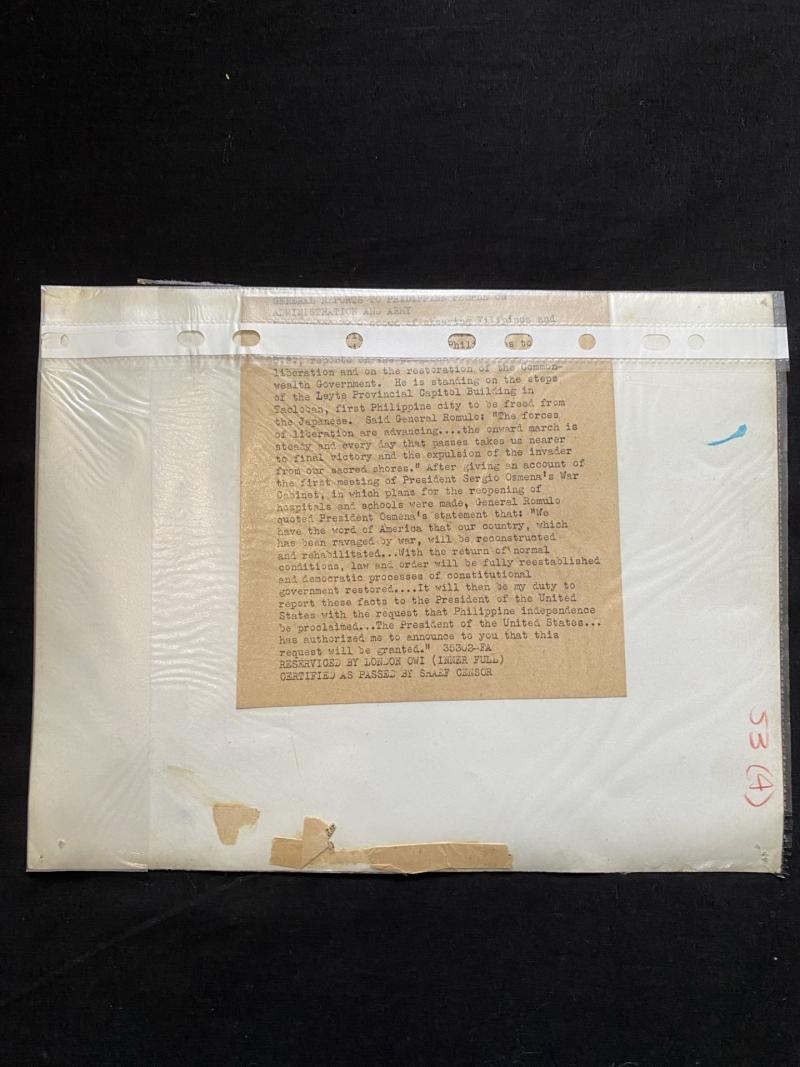 GENERAL REPORTS TO PHILIPPINE PEOPLE ON
ADMINISTRATION AND ARMY
crowd of cheering Filipinos and
s to
liberation and on the restoration of the Common-
wealth Government. He is standing on the steps
of the Leyte Provincial Capitol Building in
Tacloban, first Philippine city to be freed from
the Japanese. Said General Romulo: "The forces
of liberation are advancing....the onward march is
steady and every day that passes takes us nearer
to final victory and the expulsion of the invader
from our sacred shores." After giving an account of
the first meeting of President Sergio Osmena's War
Cabinet, in which plans for the reopening of
hospitals and schools were made, General Romulo
quoted President Osmena's statement that: "We
have the word of America that our country, which
has been ravaged by war, will be reconstructed
and rehabilitated...With the return of normal
conditions, law and order will be fully reestablished
and democratic processes of constitutional
government restored....It will then be my duty to
report these facts to the President of the United
States with the request that Philippine independence
be proclaimed...The President of the United States...
has authorized me to announce to you that this
request will be granted." 35302-FA
RESERVICED BY LONDON OWI (INNER FULL)
CERTIFIED AS PASSED BY SHAEF CENSOR
53 (4)